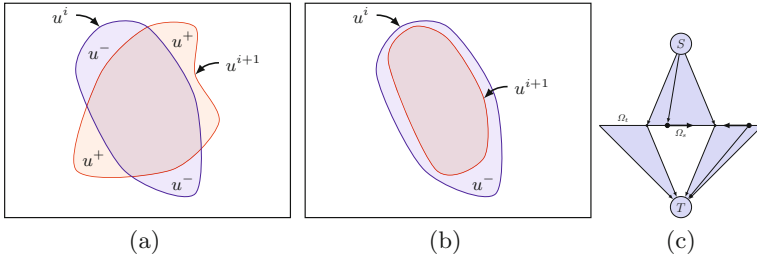 u^i
u^+
u^-
u^{i+1}
u^+
u^-
(a)
u^i
u^{i+1}
u^-
(b)
S
Ω_t
Ω_s
T
(c)